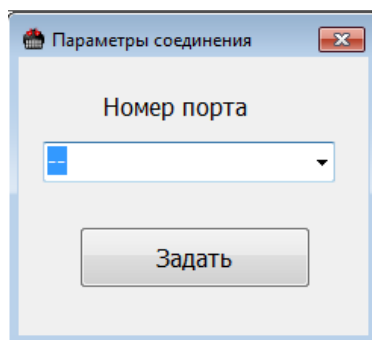 Параметры соединения
Номер порта
--
Задать